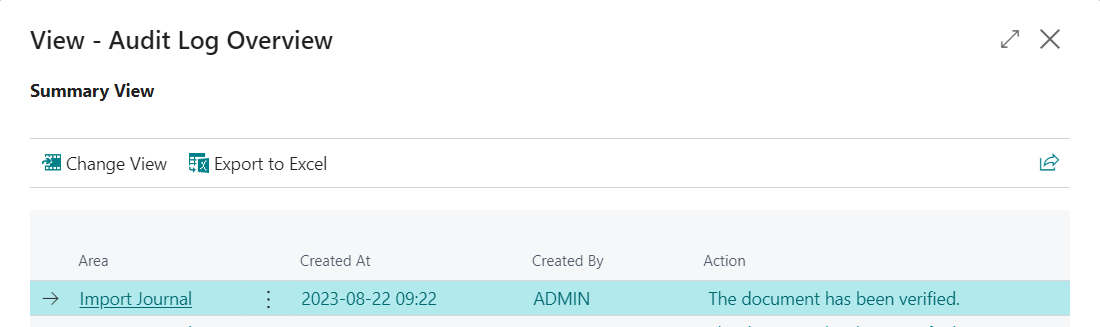 View - Audit Log Overview
Summary View
Change View Export to Excel
Area Created At Created By Action
Import Journal 2023-08-22 09:22 ADMIN The document has been verified.